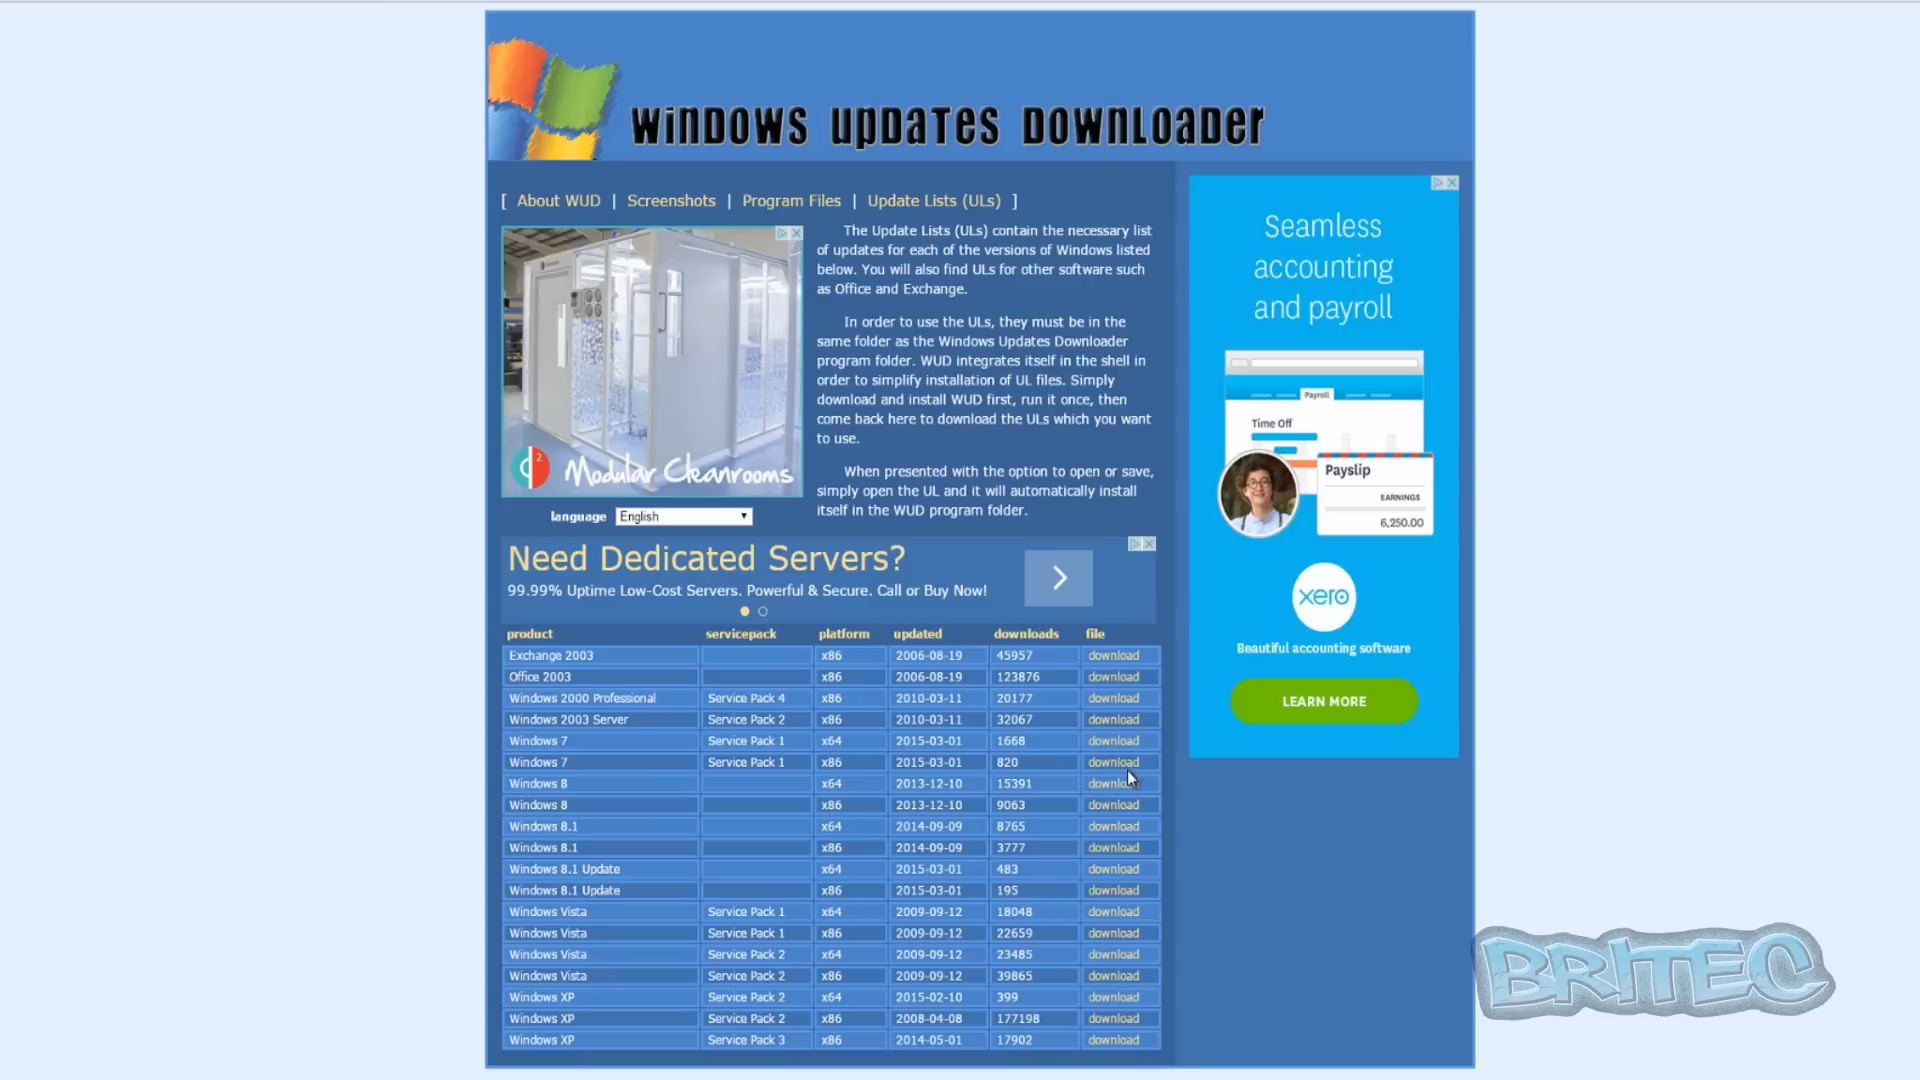 WINDOWS UPDATES DOWNLOADER
[ About WUD | Screenshots | Program Files | Update Lists (ULs) ]
The Update Lists (ULs) contain the necessary list
of updates for each of the versions of Windows listed
below. You will also find ULs for other software such
as Office and Exchange.
In order to use the ULs, they must be in the
same folder as the Windows Updates Downloader
program folder. WUD integrates itself in the shell in
order to simplify installation of UL files. Simply
download and install WUD first, run it once, then
come back here to download the ULs which you want
to use.
When presented with the option to open or save,
simply open the UL and it will automatically install
itself in the WUD program folder.
2
Modular Cleanrooms
language English
Need Dedicated Servers?
99.99% Uptime Low-Cost Servers. Powerful & Secure. Call or Buy Now!
product servicepack platform updated downloads file
Exchange 2003 x86 2006-08-19 45957 download
Office 2003 x86 2006-08-19 123876 download
Windows 2000 Professional Service Pack 4 x86 2010-03-11 20177 download
Windows 2003 Server Service Pack 2 x86 2010-03-11 32067 download
Windows 7 Service Pack 1 x64 2015-03-01 1668 download
Windows 7 Service Pack 1 x86 2015-03-01 820 download
Windows 8 x64 2013-12-10 15391 download
Windows 8 x86 2013-12-10 9063 download
Windows 8.1 x64 2014-09-09 8765 download
Windows 8.1 x86 2014-09-09 3777 download
Windows 8.1 Update x64 2015-03-01 483 download
Windows 8.1 Update x86 2015-03-01 195 download
Windows Vista Service Pack 1 x64 2009-09-12 18048 download
Windows Vista Service Pack 1 x86 2009-09-12 22659 download
Windows Vista Service Pack 2 x64 2009-09-12 23485 download
Windows Vista Service Pack 2 x86 2009-09-12 39865 download
Windows XP Service Pack 2 x64 2015-02-10 399 download
Windows XP Service Pack 2 x86 2008-04-08 177198 download
Windows XP Service Pack 3 x86 2014-05-01 17902 download
Seamless
accounting
and payroll
Payroll
Time Off
Payslip
EARNINGS
6,250.00
xero
Beautiful accounting software
LEARN MORE
BRITEC